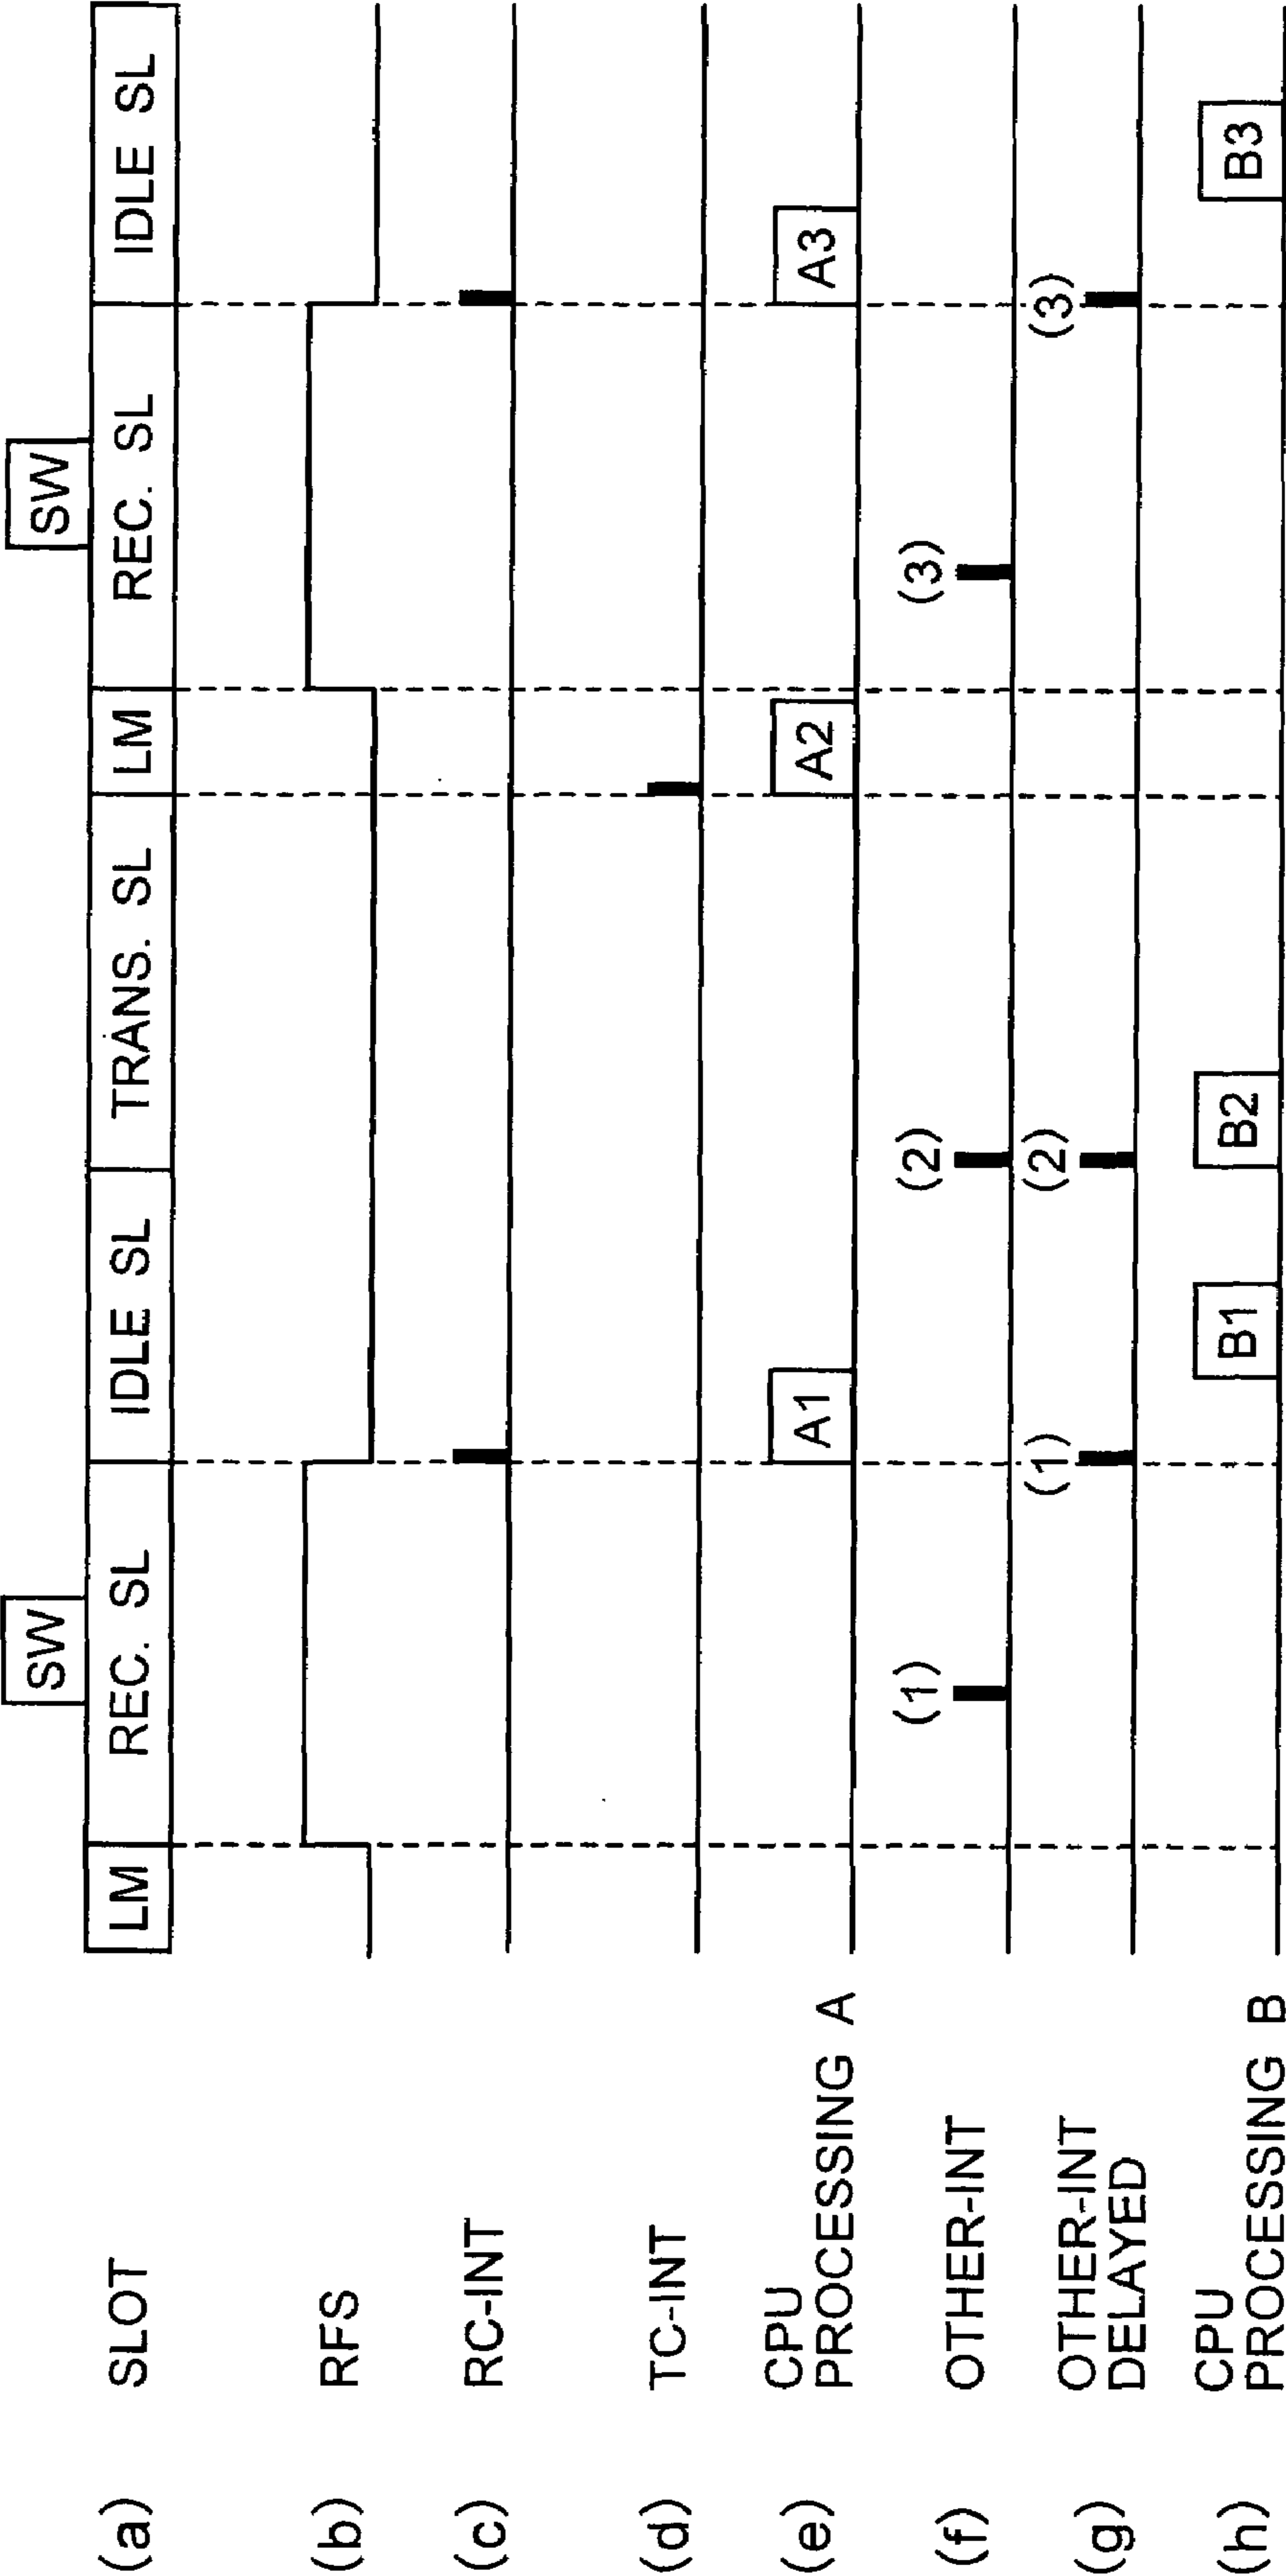 SW SW
(a) SLOT LM REC. SL IDLE SL TRANS. SL LM REC. SL IDLE SL
(b) RFS
(c) RC-INT
(d) TC-INT
(e) CPU
PROCESSING A A1 A2 A3
(f) OTHER-INT (1) (2) (3)
(g) OTHER-INT
DELAYED (1) (2) (3)
(h) CPU
PROCESSING B B1 B2 B3